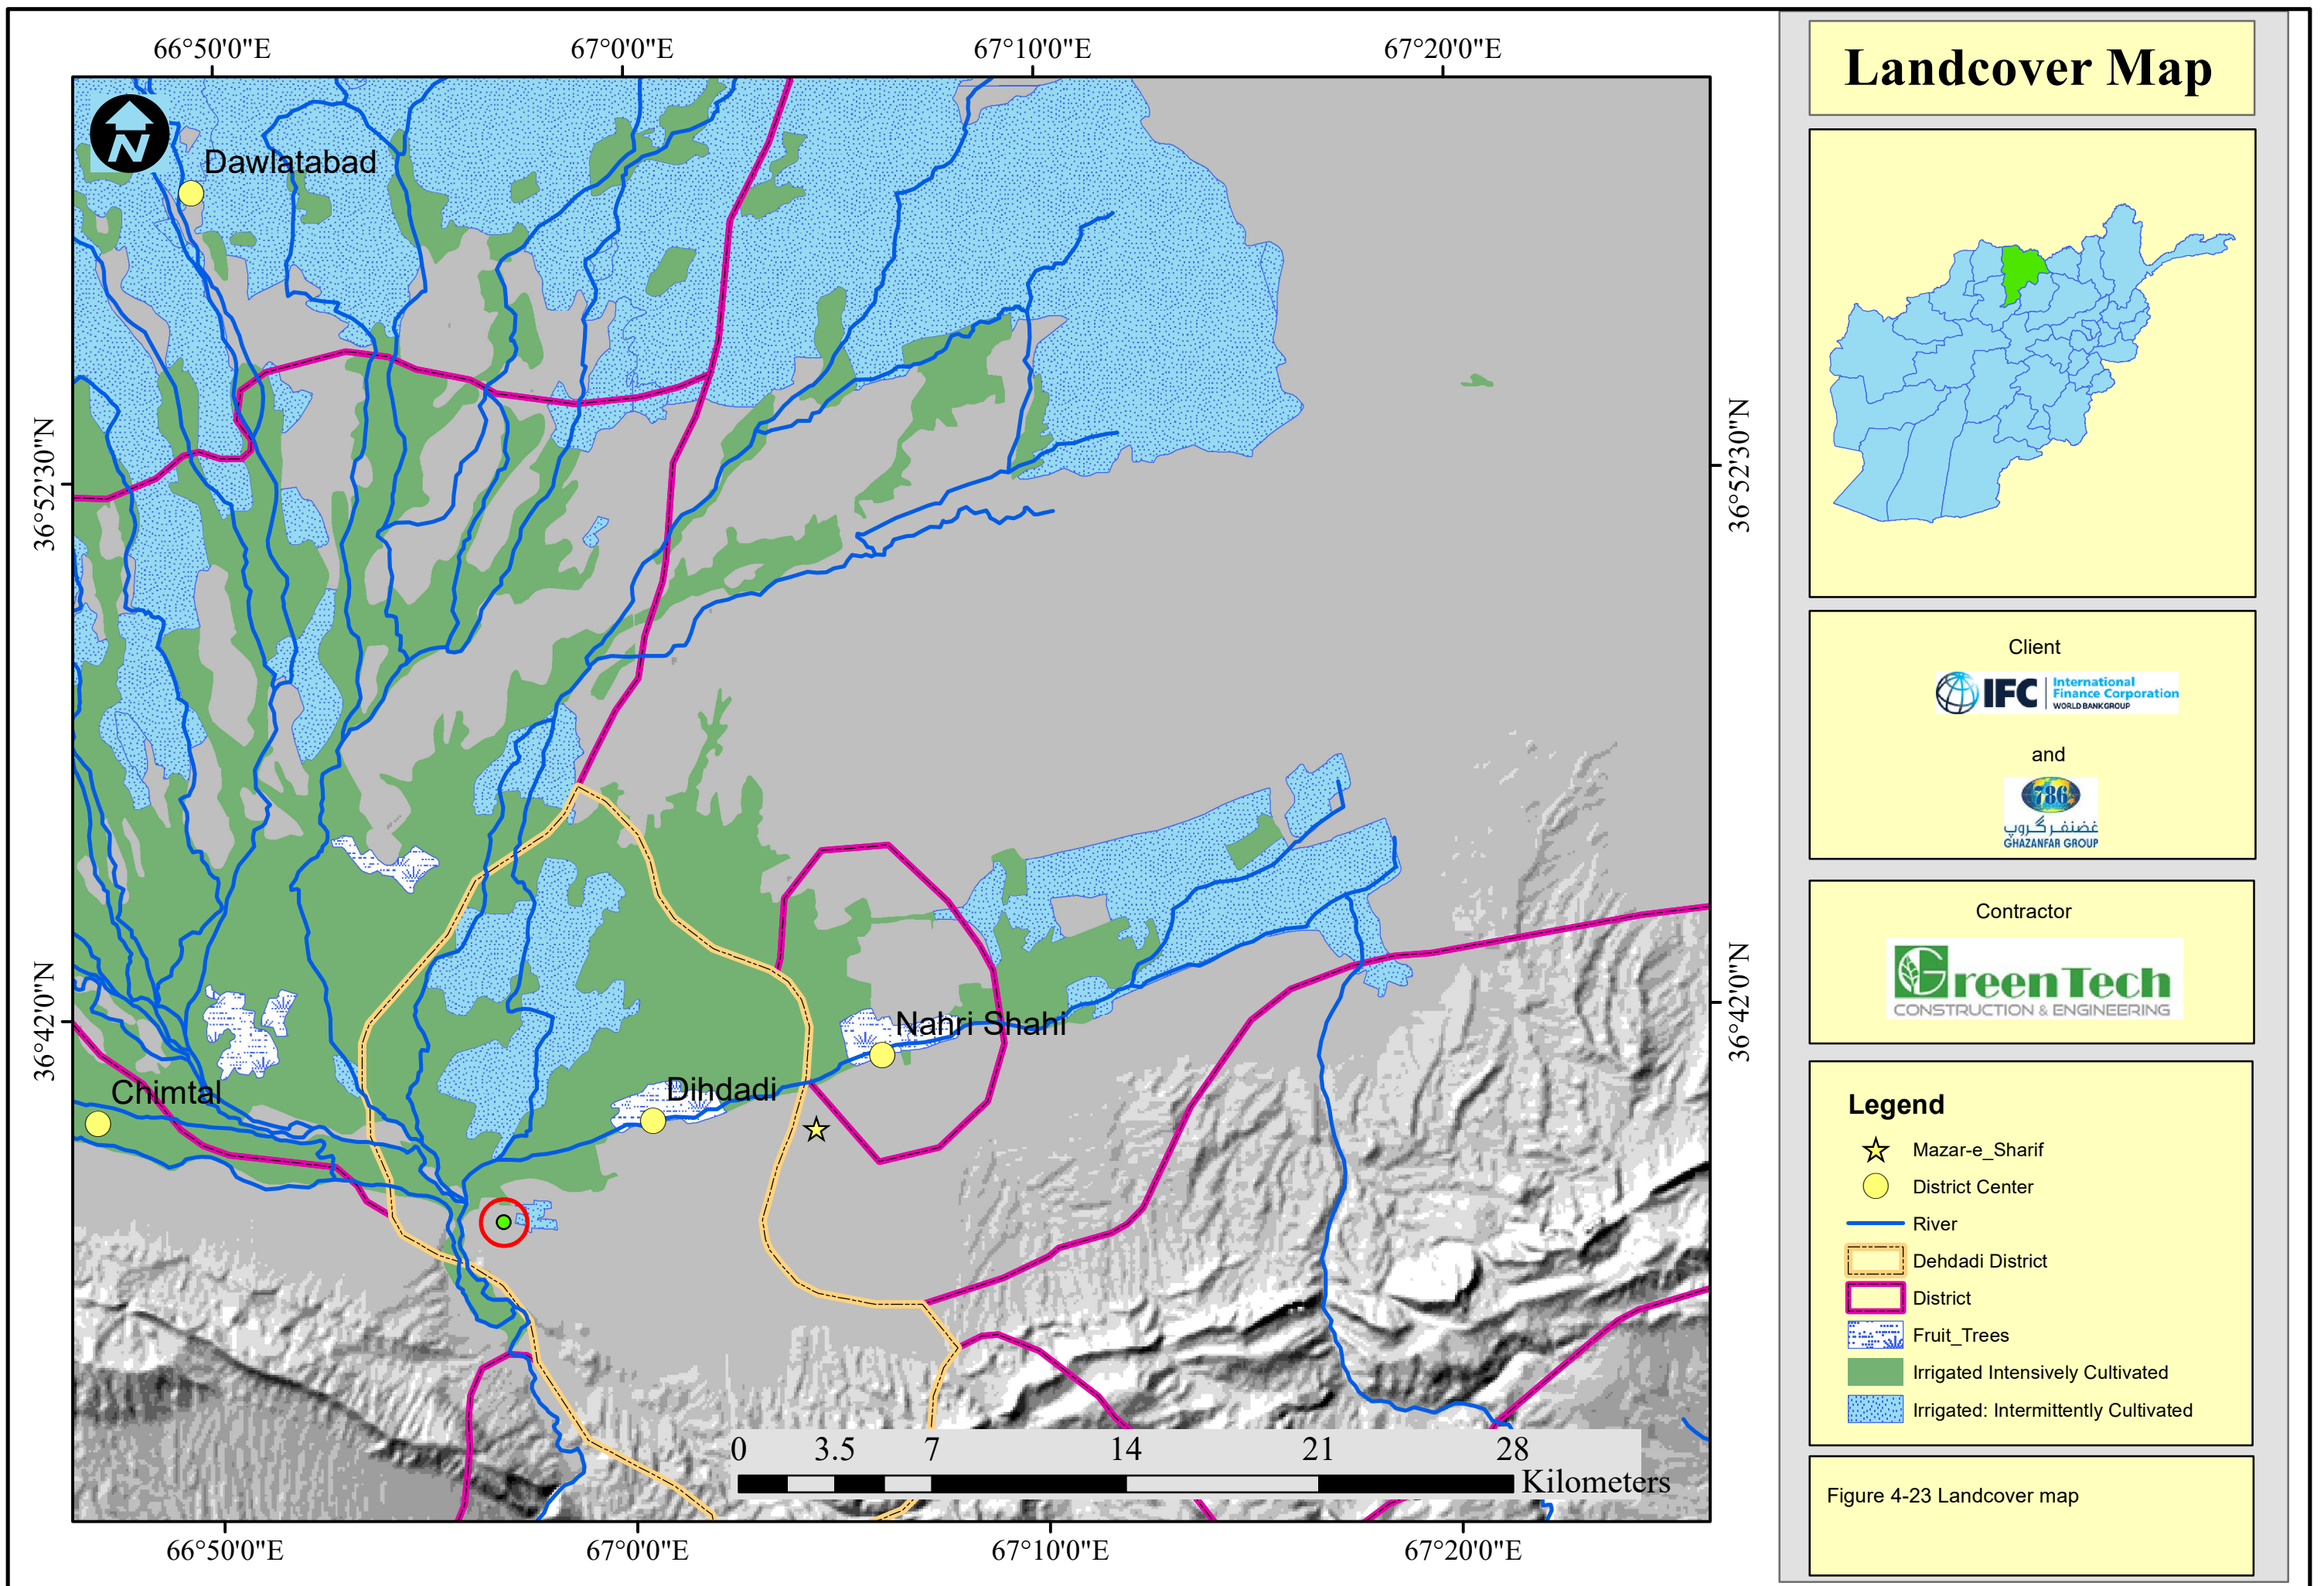 66°50'0"E
67°0'0"E
67°10'0"E
67°20'0"E
N
Dawlatabad
36°52'30"N
36°52'30"N
36°42'0"N
36°42'0"N
Nahri Shahi
Dihdadi
Chimtal
0 3.5 7 14 21 28
Kilometers
66°50'0"E
67°0'0"E
67°10'0"E
67°20'0"E
Landcover Map
Client
IFC
International
Finance Corporation
WORLD BANK GROUP
and
786
غضنفر گروپ
GHAZANFAR GROUP
Contractor
GreenTech
CONSTRUCTION & ENGINEERING
Legend
Mazar-e_Sharif
District Center
River
Dehdadi District
District
Fruit_Trees
Irrigated Intensively Cultivated
Irrigated: Intermittently Cultivated
Figure 4-23 Landcover map